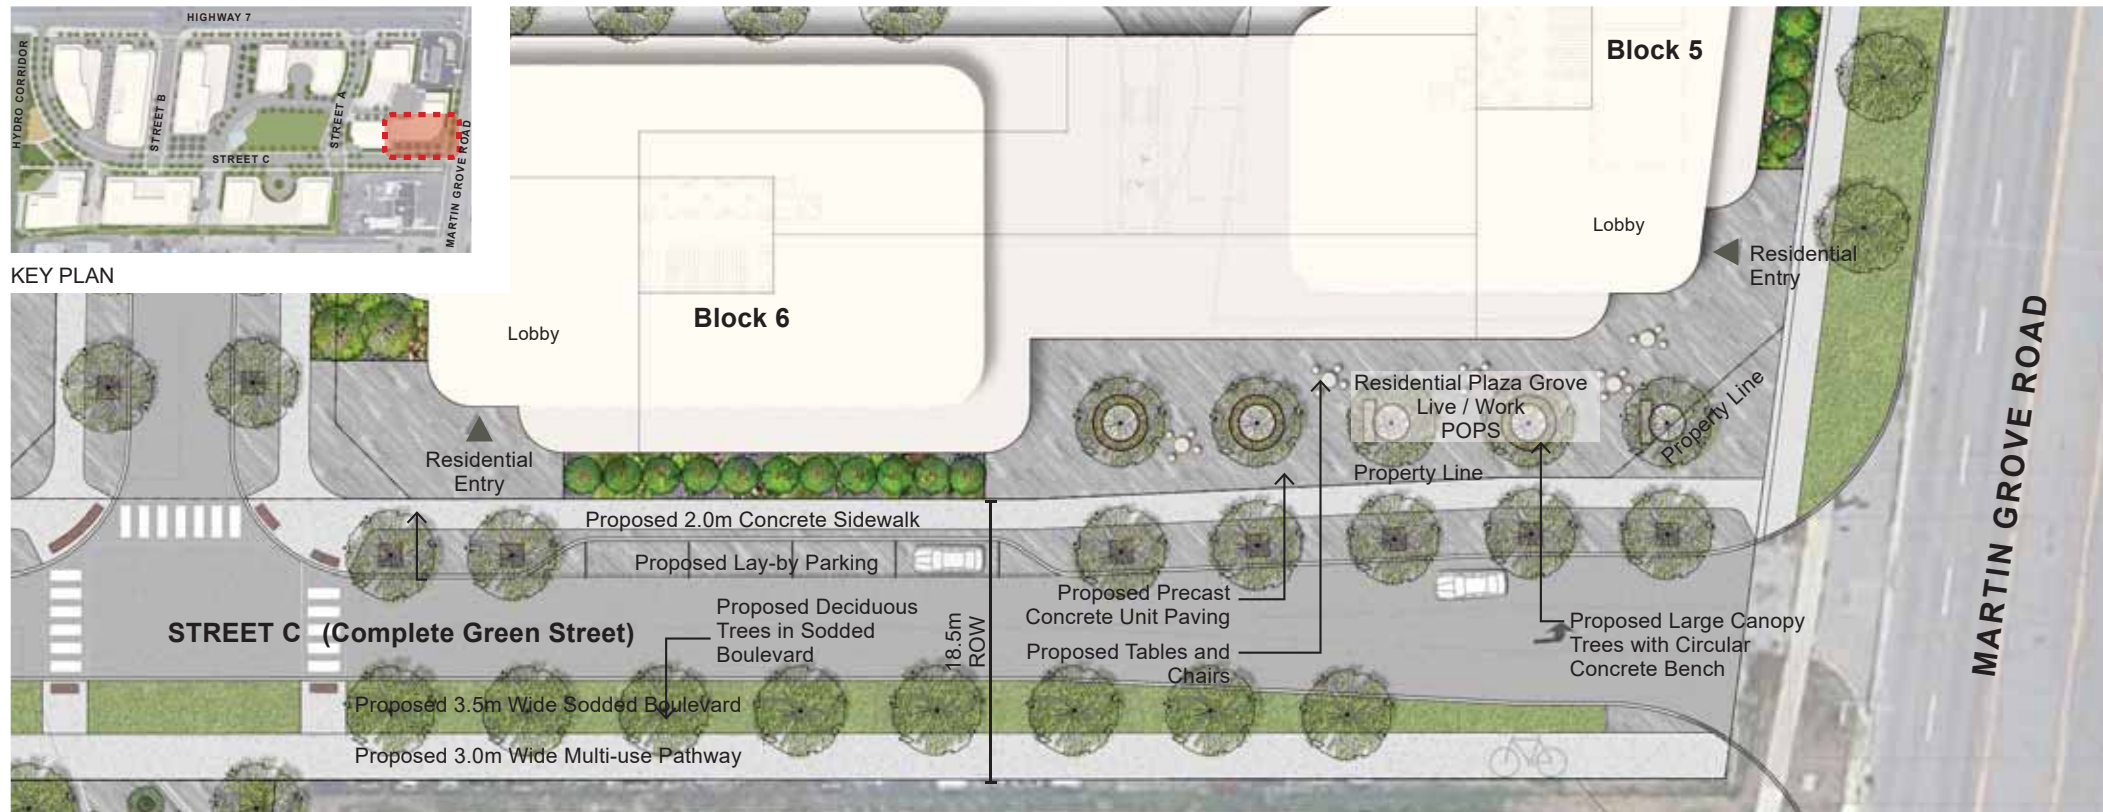 HIGHWAY 7
HYDRO CORRIDOR
STREET B
STREET A
STREET C
MARTIN GROVE ROAD
KEY PLAN
Block 5
Lobby
Residential
Entry
Block 6
Lobby
Residential
Entry
Residential Plaza Grove
Live / Work
POPS
Property Line
Property Line
MARTIN GROVE ROAD
Proposed 2.0m Concrete Sidewalk
Proposed Lay-by Parking
STREET C (Complete Green Street)
Proposed Deciduous
Trees in Sodded
Boulevard
18.5m
ROW
Proposed Precast
Concrete Unit Paving
Proposed Tables and
Chairs
Proposed Large Canopy
Trees with Circular
Concrete Bench
Proposed 3.5m Wide Sodded Boulevard
Proposed 3.0m Wide Multi-use Pathway